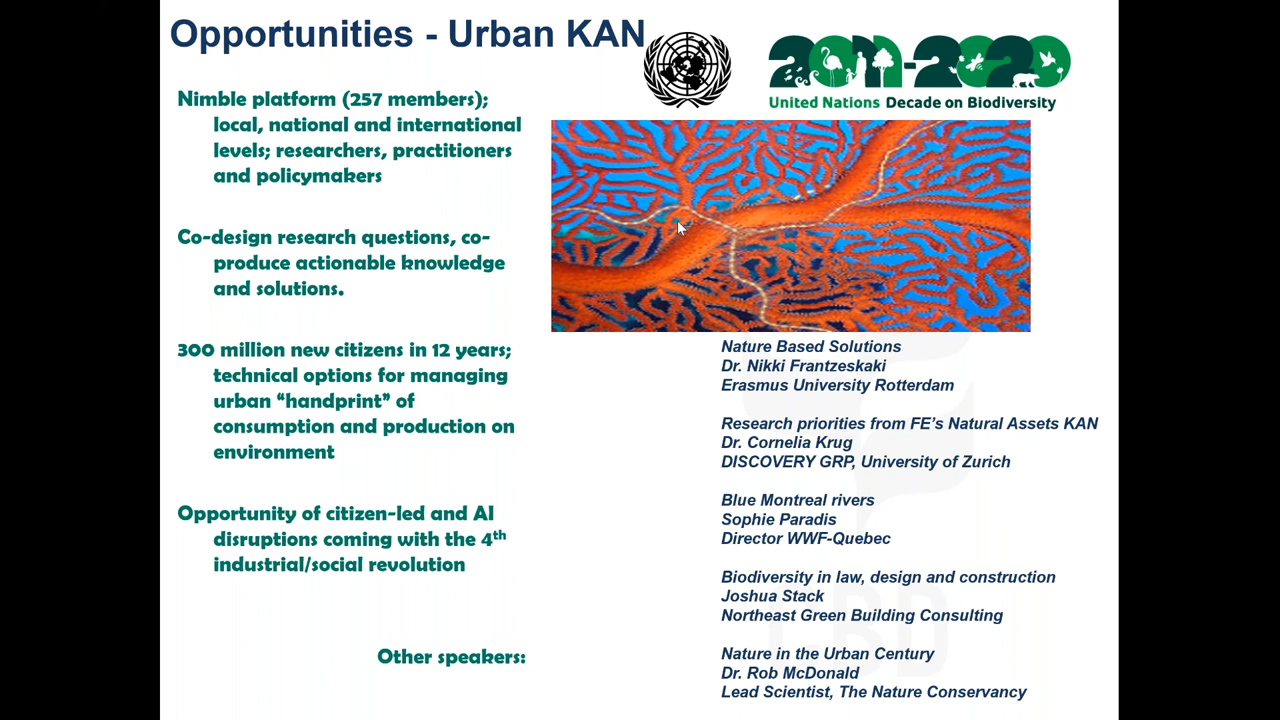 Opportunities - Urban KAN
2011-2020
United Nations Decade on Biodiversity
Nimble platform (257 members);
local, national and international
levels; researchers, practitioners
and policymakers
Co-design research questions, co-
produce actionable knowledge
and solutions.
300 million new citizens in 12 years;
technical options for managing
urban “handprint” of
consumption and production on
environment
Opportunity of citizen-led and AI
disruptions coming with the 4th
industrial/social revolution
Other speakers:
Nature Based Solutions
Dr. Nikki Frantzeskaki
Erasmus University Rotterdam
Research priorities from FE’s Natural Assets KAN
Dr. Cornelia Krug
DISCOVERY GRP, University of Zurich
Blue Montreal rivers
Sophie Paradis
Director WWF-Quebec
Biodiversity in law, design and construction
Joshua Stack
Northeast Green Building Consulting
Nature in the Urban Century
Dr. Rob McDonald
Lead Scientist, The Nature Conservancy